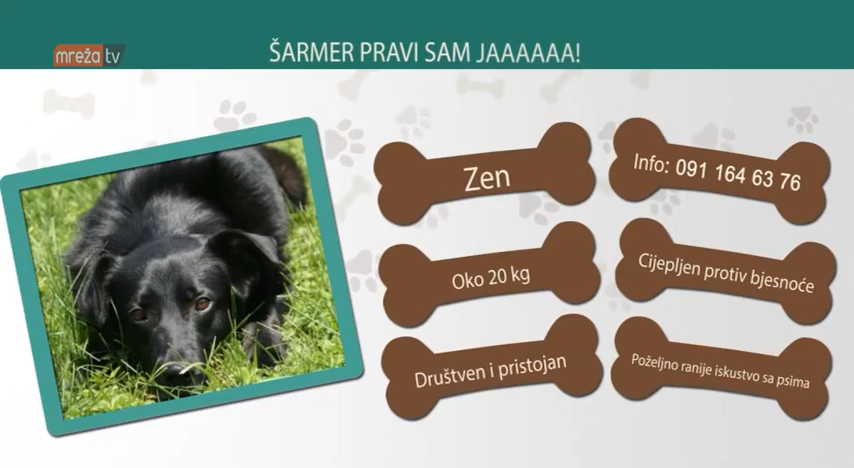 mreža tv
ŠARMER PRAVI SAM JAAAAAA!
Zen
Info: 091 164 63 76
Oko 20 kg
Cijepljen protiv bjesnoće
Društven i pristojan
Poželjno ranije iskustvo sa psima